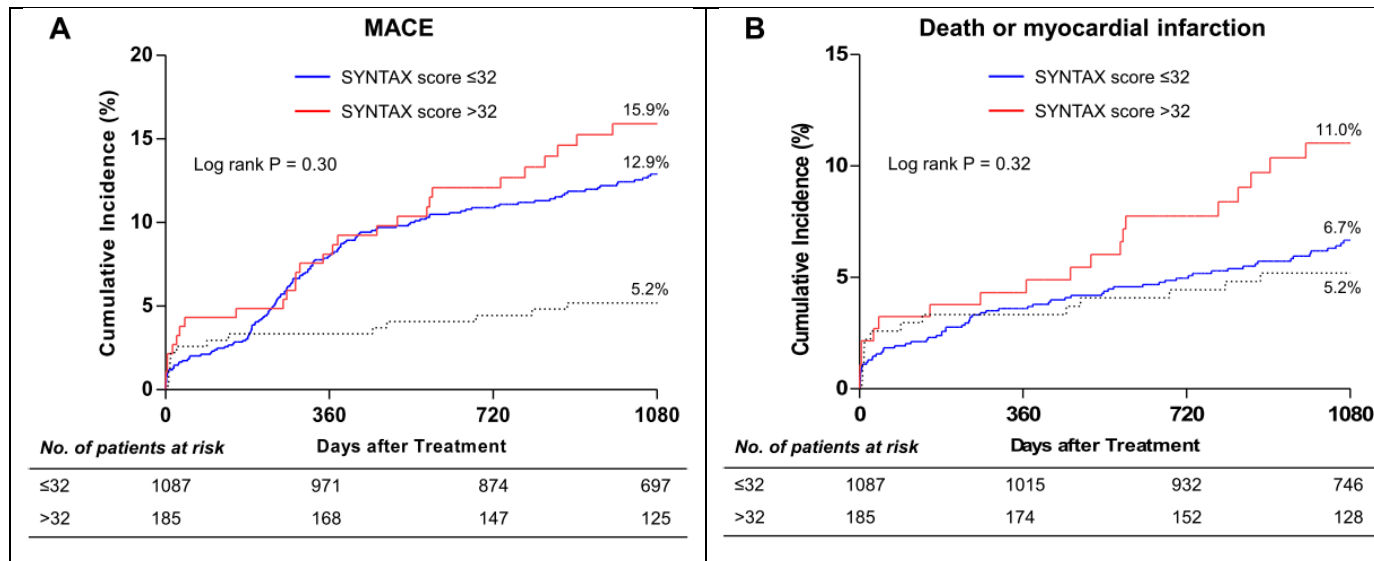 A MACE
20
SYNTAX score ≤32
SYNTAX score >32
15.9%
15
Log rank P = 0.30
12.9%
10
5
5.2%
0
Cumulative Incidence (%)
0 360 720 1080
No. of patients at risk Days after Treatment
≤32 1087 971 874 697
>32 185 168 147 125
B Death or myocardial infarction
15
SYNTAX score ≤32
SYNTAX score >32
11.0%
10
Log rank P = 0.32
6.7%
5
5.2%
0
Cumulative Incidence (%)
0 360 720 1080
No. of patients at risk Days after Treatment
≤32 1087 1015 932 746
>32 185 174 152 128